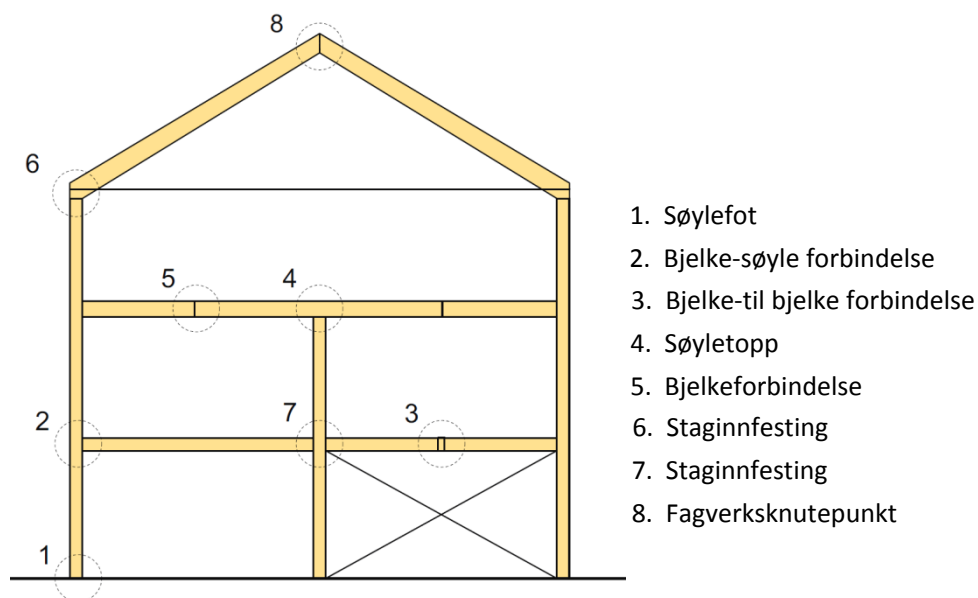 8
6
5
4
2
7
3
1
1. Søylefot
2. Bjelke-søyle forbindelse
3. Bjelke-til bjelke forbindelse
4. Søyletopp
5. Bjelkeforbindelse
6. Staginnfesting
7. Staginnfesting
8. Fagverksknutepunkt